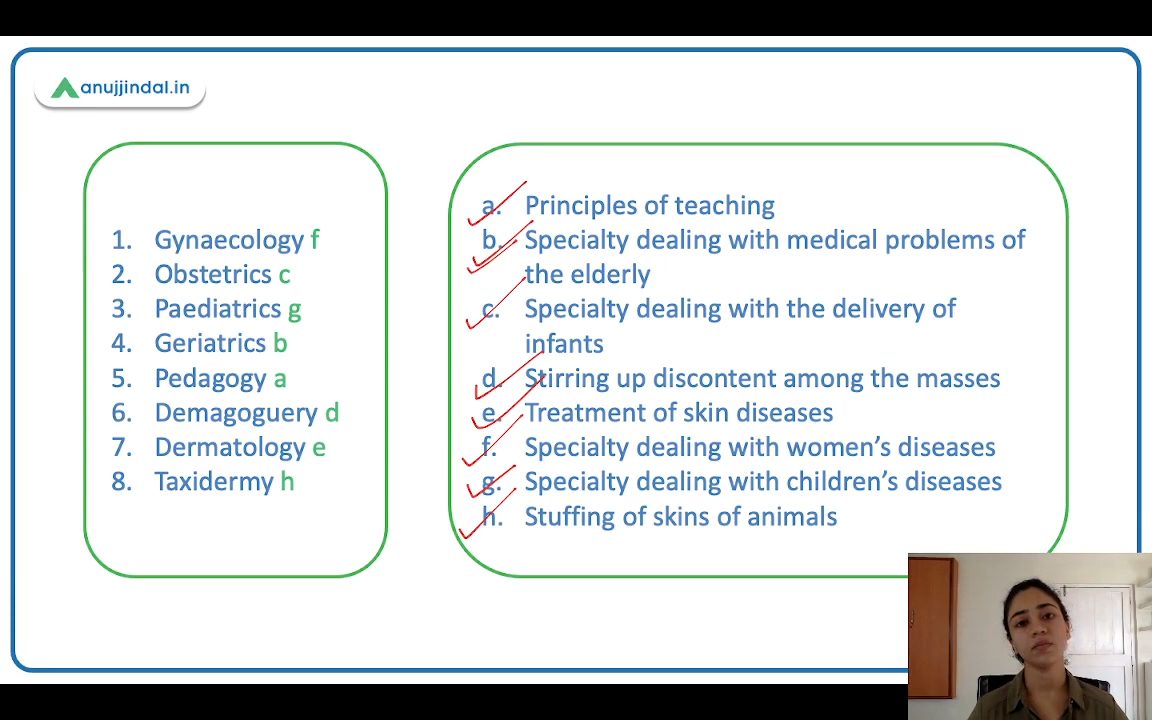 anujjindal.in
1. Gynaecology f
2. Obstetrics c
3. Paediatrics g
4. Geriatrics b
5. Pedagogy a
6. Demagoguery d
7. Dermatology e
8. Taxidermy h
a. Principles of teaching
b. Specialty dealing with medical problems of
the elderly
c. Specialty dealing with the delivery of
infants
d. Stirring up discontent among the masses
e. Treatment of skin diseases
f. Specialty dealing with women’s diseases
g. Specialty dealing with children’s diseases
h. Stuffing of skins of animals